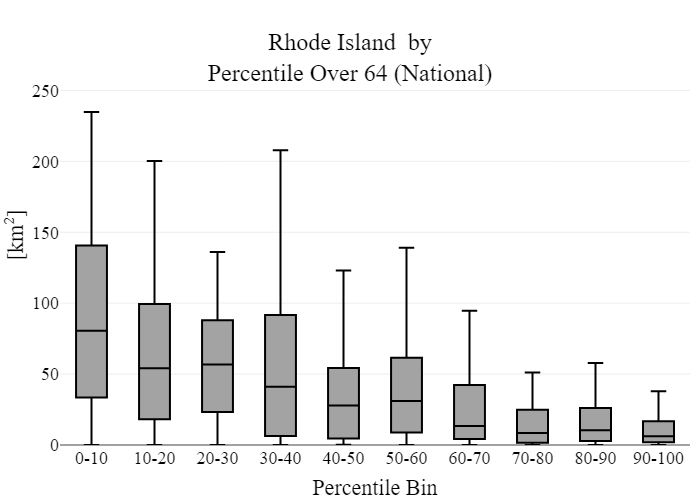 Rhode Island  by
Percentile Over 64 (National)
[km²]
250
200
150
100
50
0
0-10 10-20 20-30 30-40 40-50 50-60 60-70 70-80 80-90 90-100
Percentile Bin